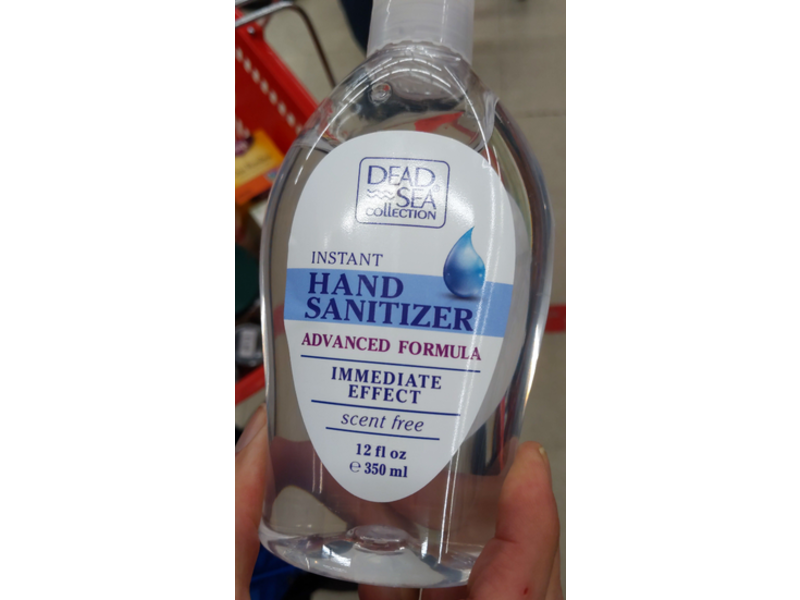 DEAD
SEA
COLLECTION
INSTANT
HAND
SANITIZER
ADVANCED FORMULA
IMMEDIATE
EFFECT
scent free
12 fl oz
℮ 350 ml